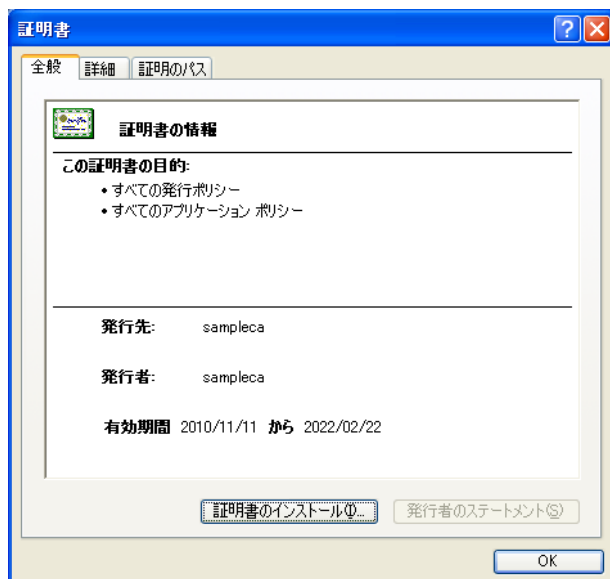 証明書
全般 詳細 証明のパス
証明書の情報
この証明書の目的:
• すべての発行ポリシー
• すべてのアプリケーション ポリシー
発行先: sampleca
発行者: sampleca
有効期間 2010/11/11 から 2022/02/22
証明書のインストール(I)... 発行者のステートメント(S)
OK